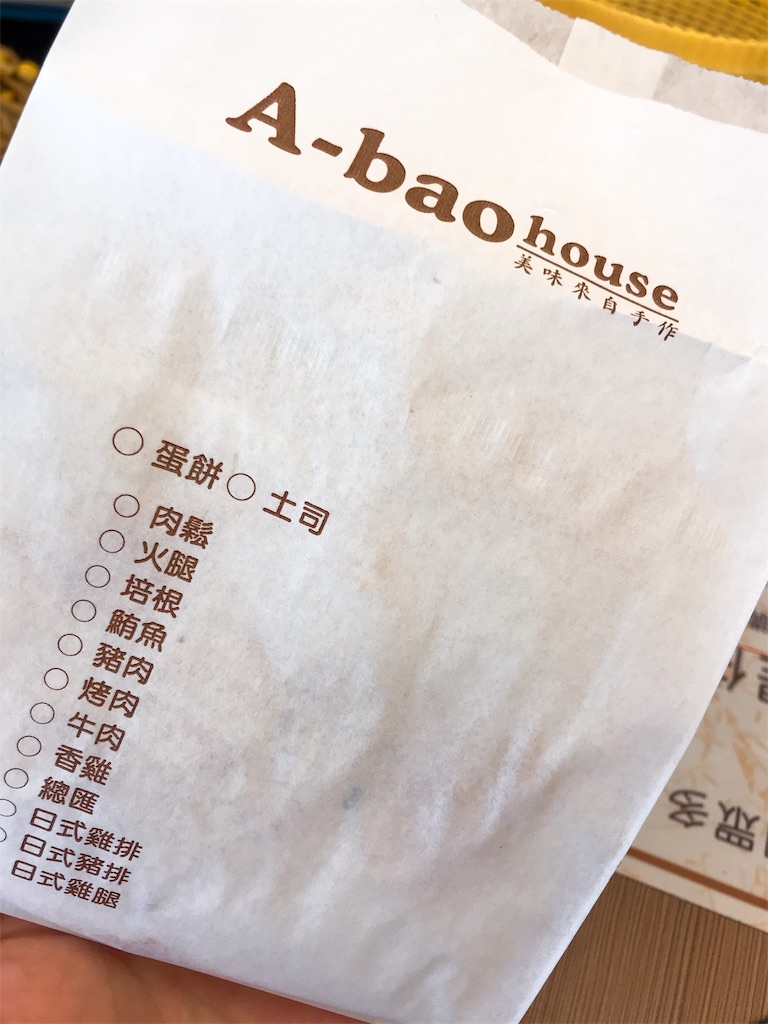 A-bao house
美味來自手作
○ 蛋餅 ○ 土司
○ 肉鬆
○ 火腿
○ 培根
○ 鮪魚
○ 豬肉
○ 烤肉
○ 牛肉
○ 香雞
○ 總匯
○ 日式雞排
○ 日式豬排
日式雞腿
眾多